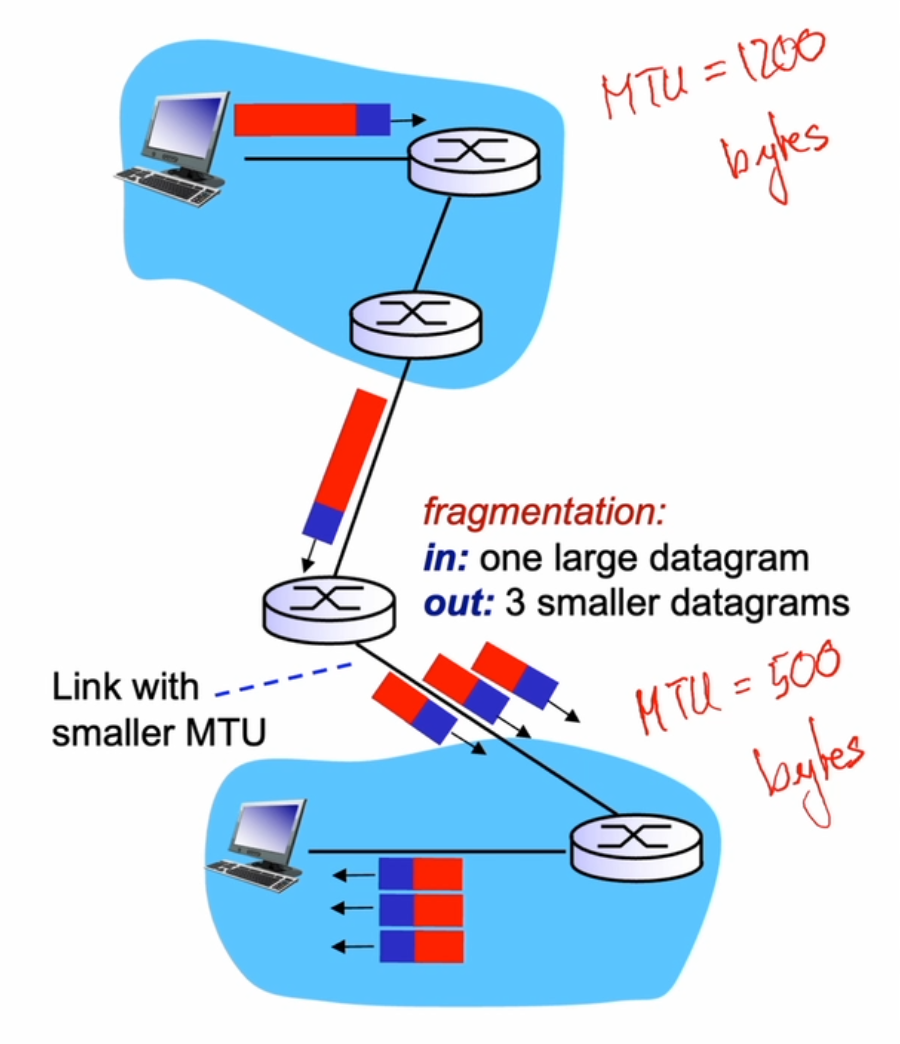 MTU = 1200
bytes
fragmentation:
in: one large datagram
out: 3 smaller datagrams
Link with
smaller MTU
MTU = 500
bytes